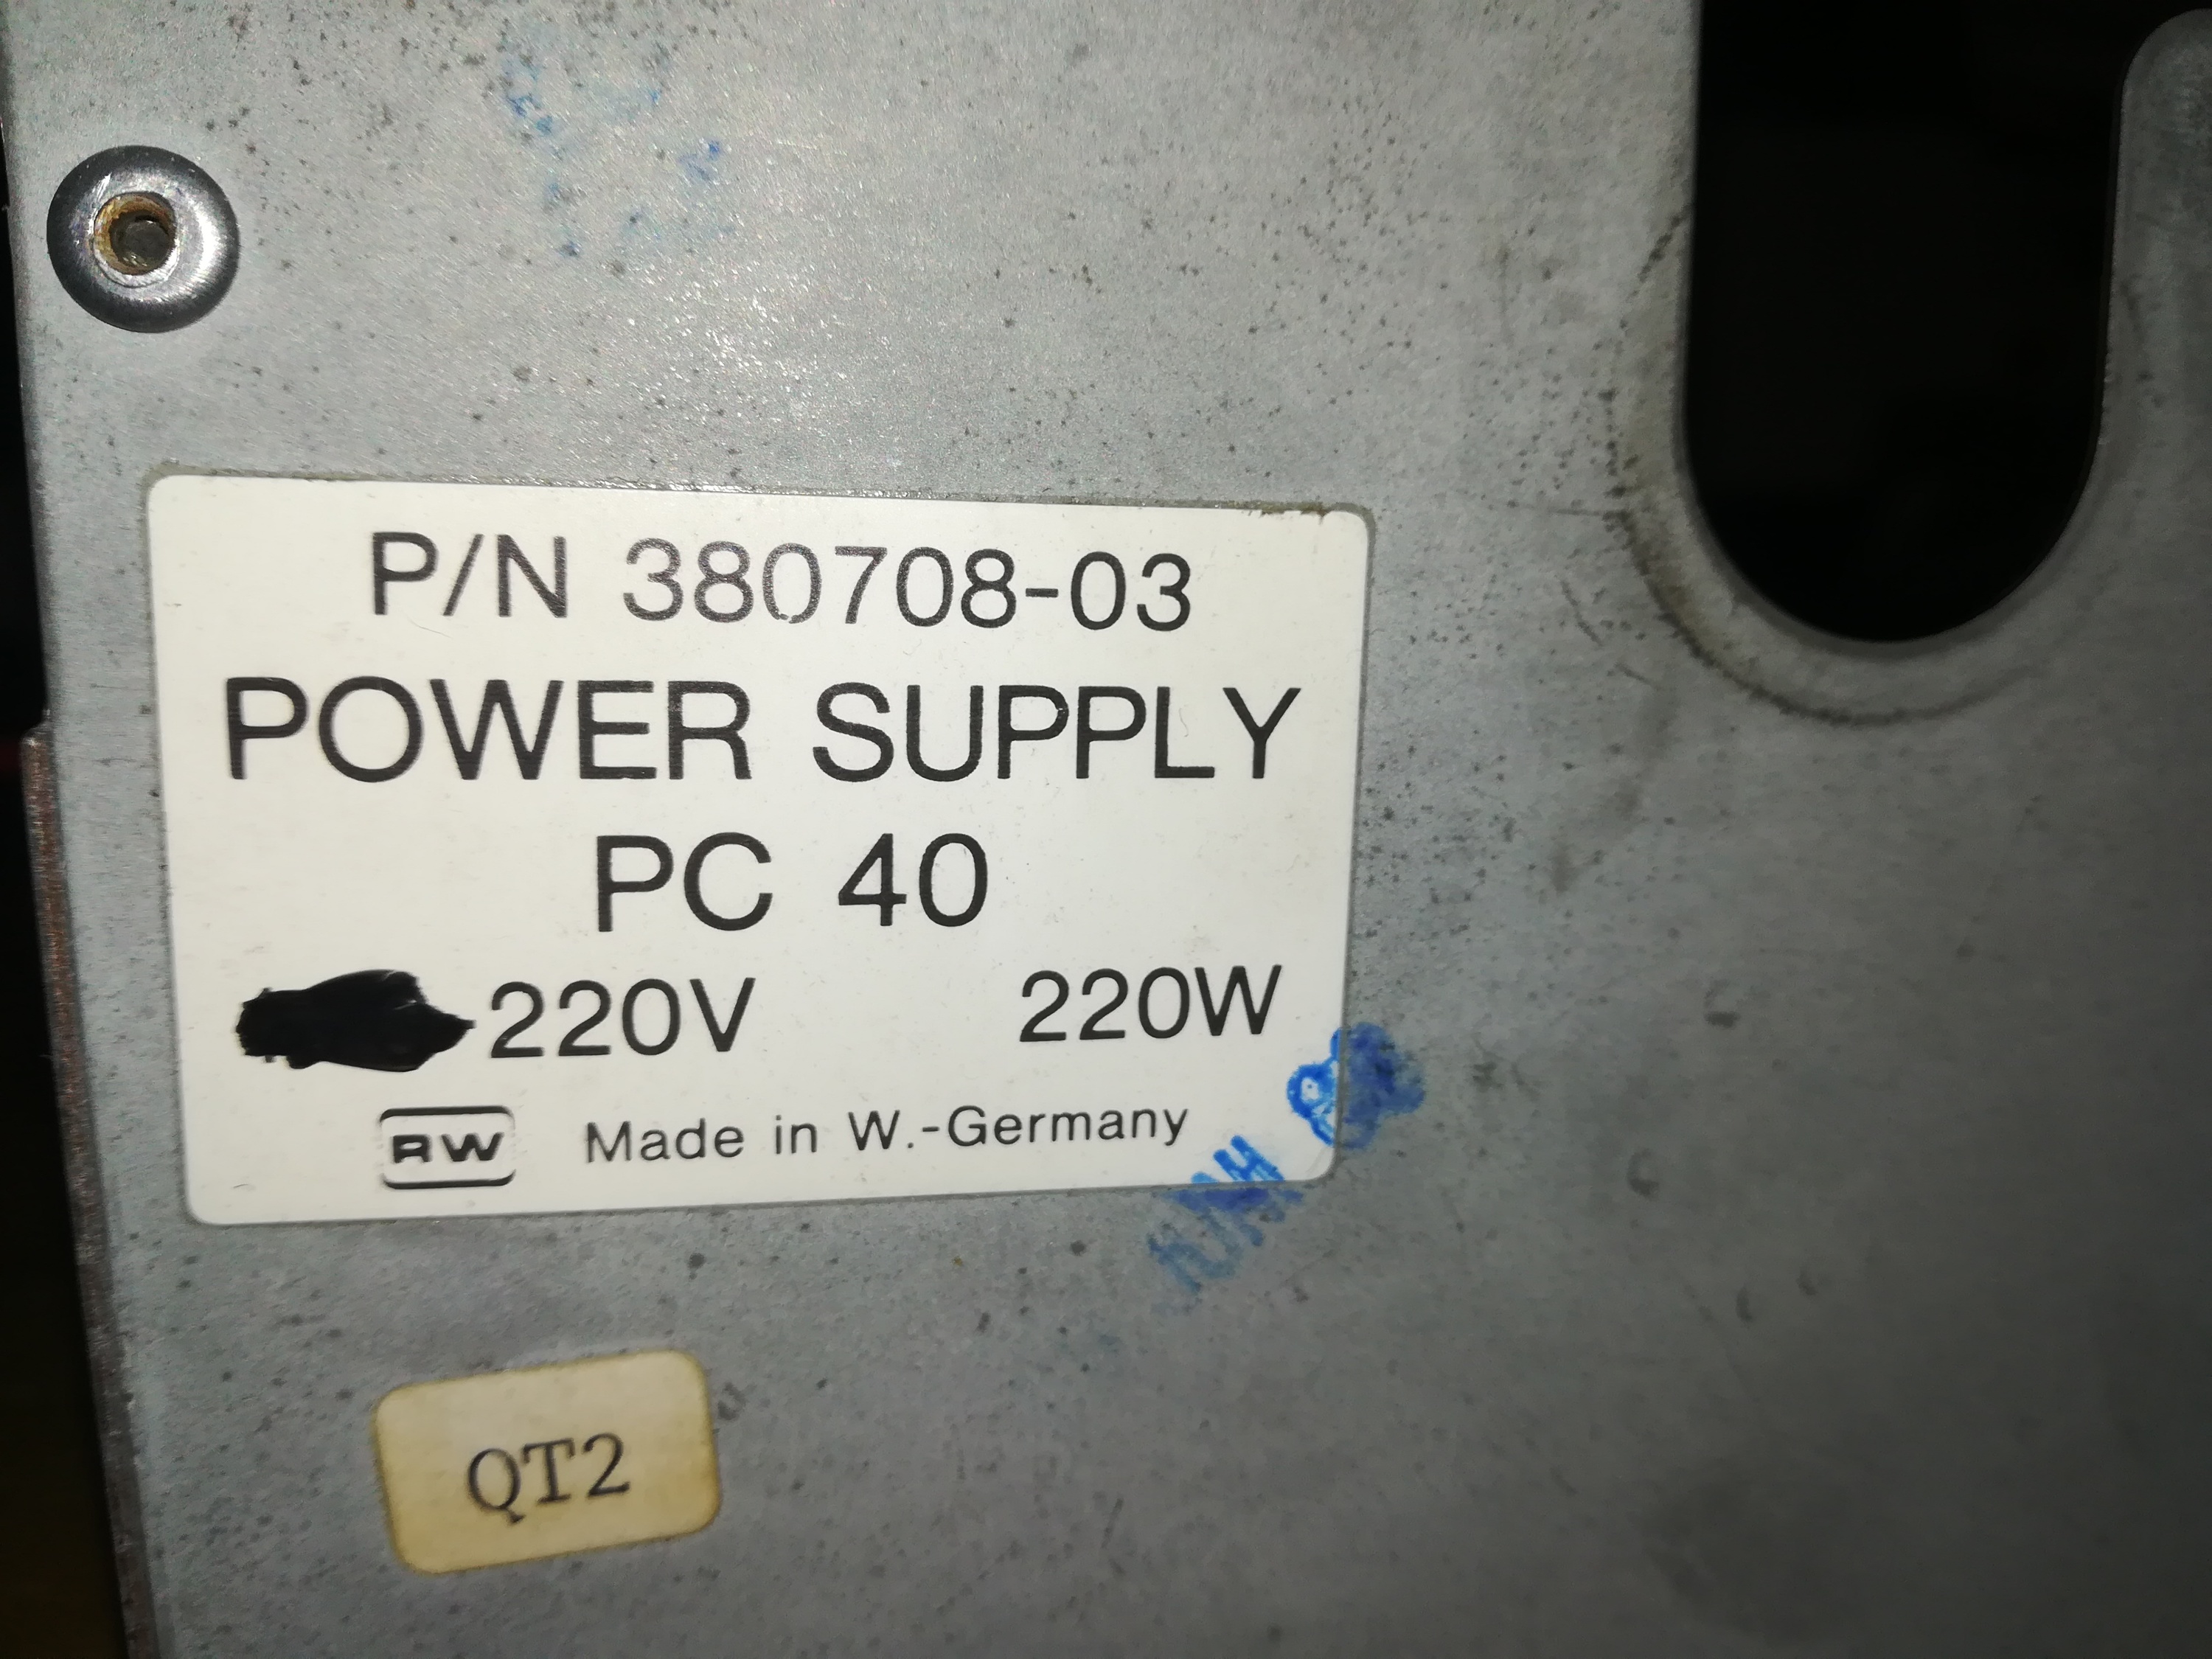 P/N 380708-03
POWER SUPPLY
PC 40
220V 220W
RW Made in W.-Germany
QT2